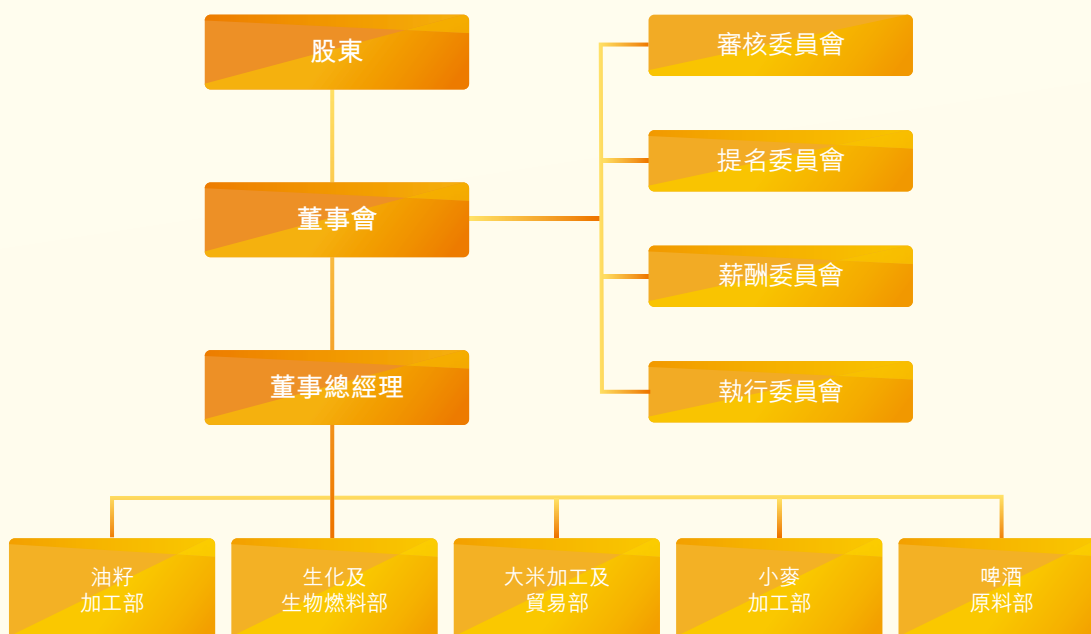 股東
審核委員會
提名委員會
董事會
薪酬委員會
董事總經理
執行委員會
油籽
加工部
生化及
生物燃料部
大米加工及
貿易部
小麥
加工部
啤酒
原料部